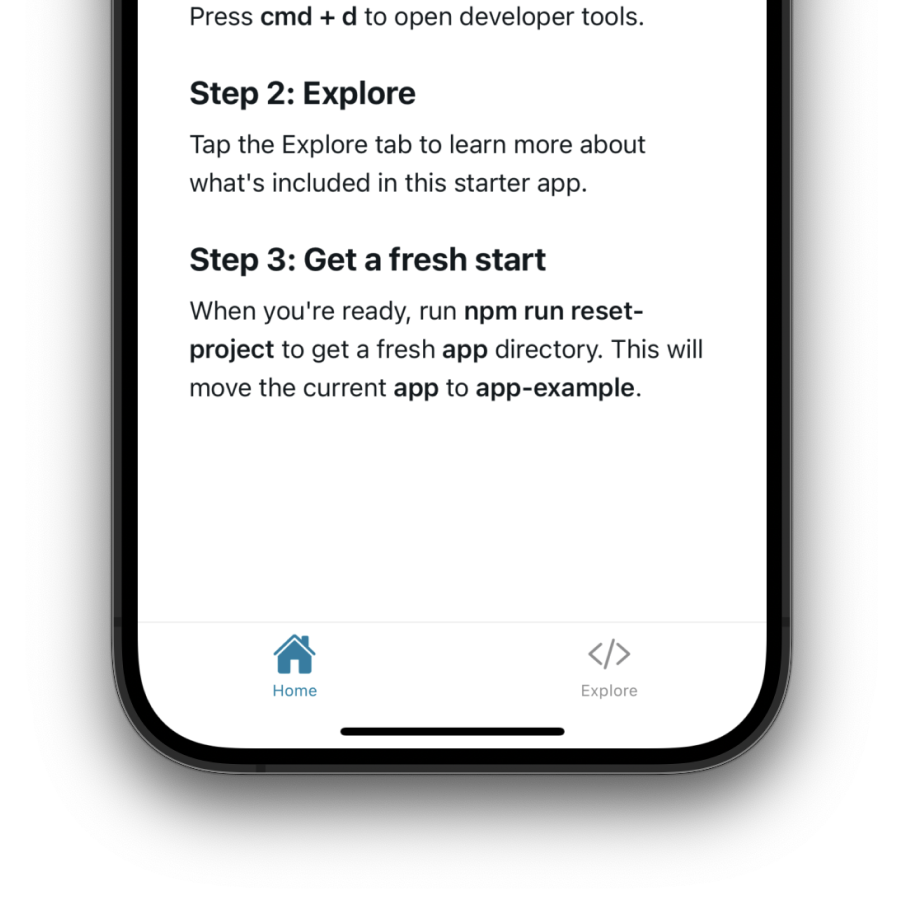 Press cmd + d to open developer tools.
Step 2: Explore
Tap the Explore tab to learn more about
what's included in this starter app.
Step 3: Get a fresh start
When you're ready, run npm run reset-
project to get a fresh app directory. This will
move the current app to app-example.
Home
Explore